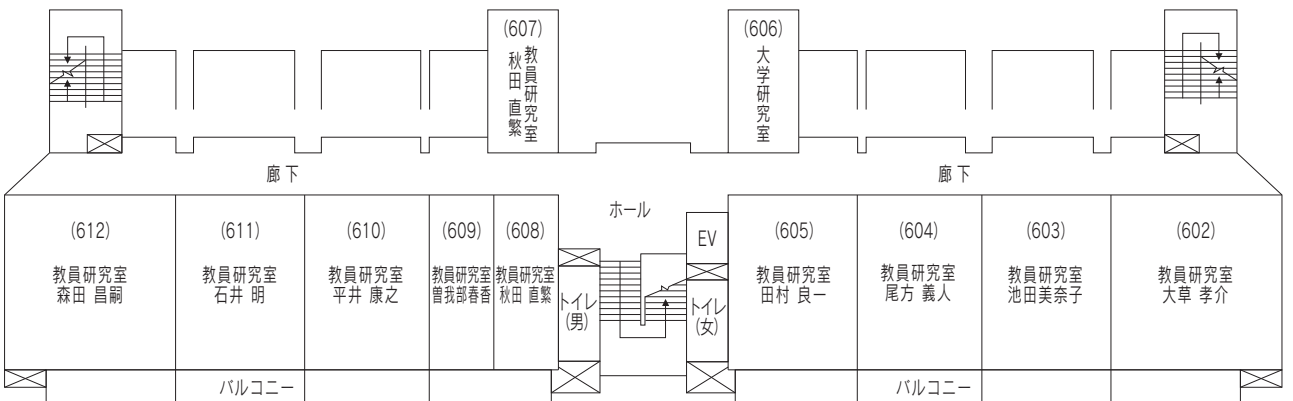 (607)
教員研究室
秋田 直繁
(606)
大学研究室
廊下
廊下
ホール
(612)
教員研究室
森田 昌嗣
(611)
教員研究室
石井 明
(610)
教員研究室
平井 康之
(609)
教員研究室
曽我部春香
(608)
教員研究室
秋田 直繁
トイレ
(男)
EV
トイレ
(女)
(605)
教員研究室
田村 良一
(604)
教員研究室
尾方 義人
(603)
教員研究室
池田美奈子
(602)
教員研究室
大草 孝介
バルコニー
バルコニー